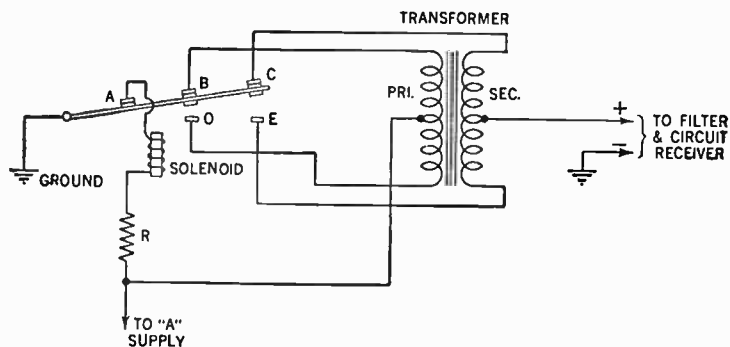 TRANSFORMER
A
B
C
PRI.
SEC.
+
TO FILTER
& CIRCUIT
RECEIVER
−
O
E
GROUND
SOLENOID
R
TO "A"
SUPPLY